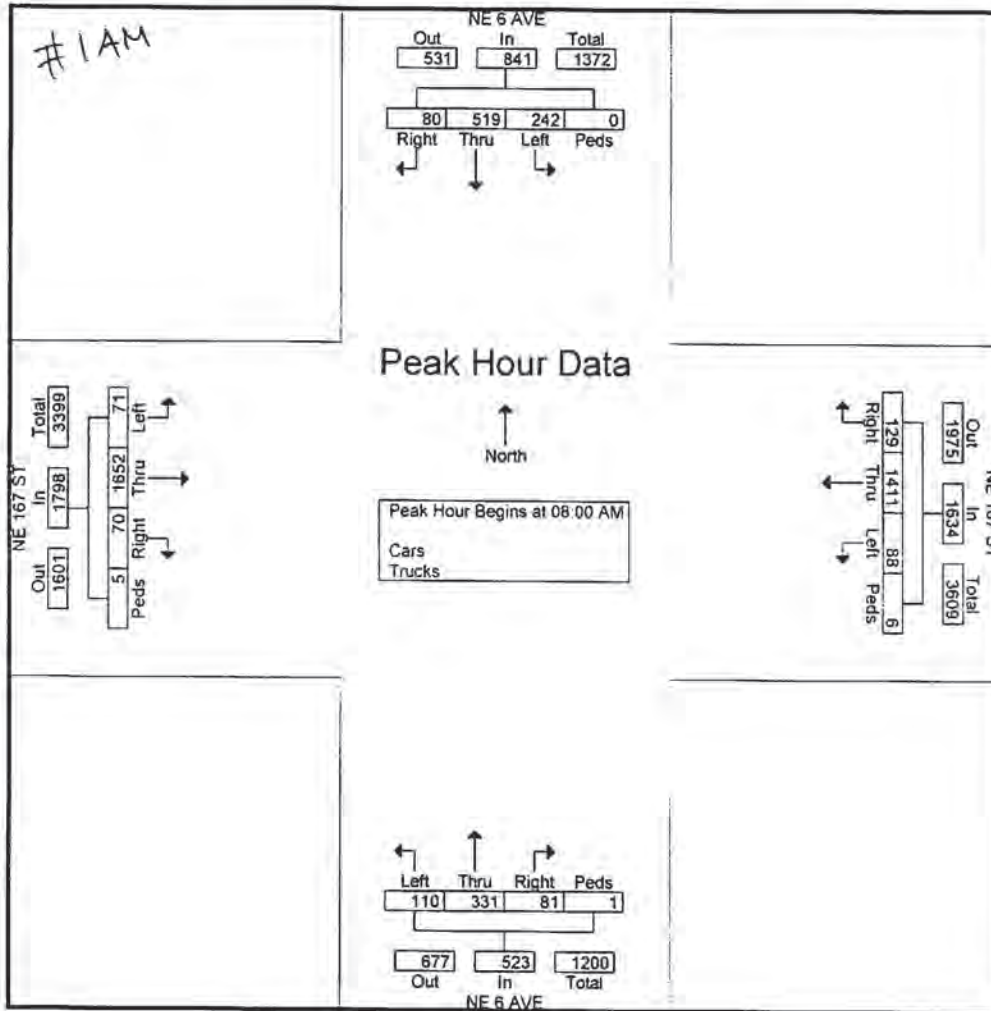 #1AM
NE 6 AVE
Out In Total
531 841 1372
80 519 242 0
Right Thru Left Peds
Peak Hour Data
North
Peak Hour Begins at 08:00 AM
Cars
Trucks
NE 167 ST
Total In Out
3399 1798 1601
71 1652 70 5
Left Thru Right Peds
Out In Total
1975 1634 3609
129 1411 88 6
Right Thru Left Peds
Left Thru Right Peds
110 331 81 1
677 523 1200
Out In Total
NE 6 AVE